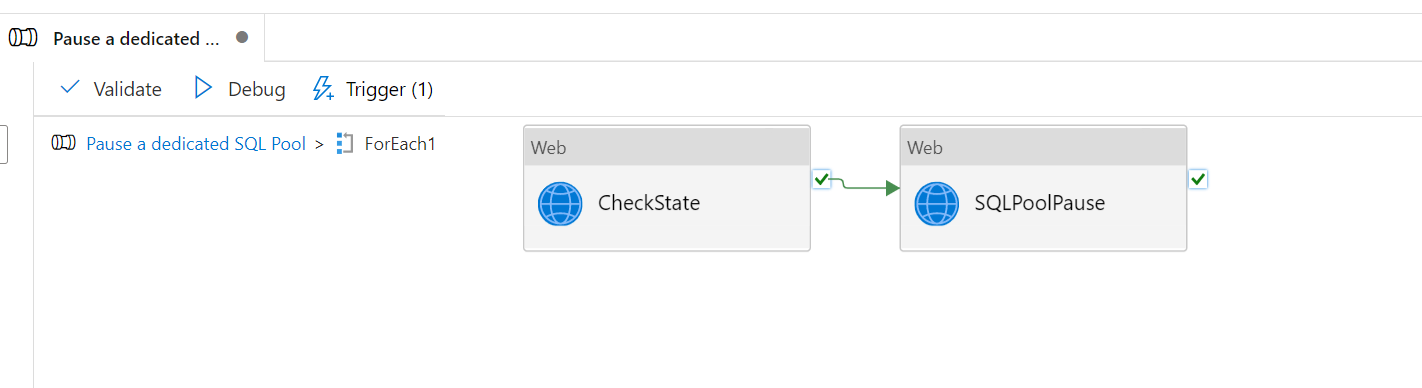 Pause a dedicated ...
Validate Debug Trigger (1)
Pause a dedicated SQL Pool > ForEach1
Web
CheckState
Web
SQLPoolPause